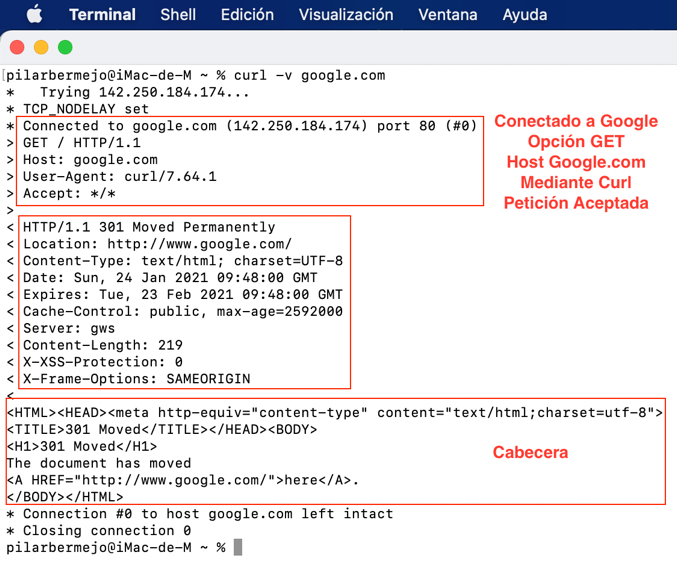 Terminal Shell Edición Visualización Ventana Ayuda
[pilarbermejo@iMac-de-M ~ % curl -v google.com
*   Trying 142.250.184.174...
* TCP_NODELAY set
* Connected to google.com (142.250.184.174) port 80 (#0)
> GET / HTTP/1.1
> Host: google.com
> User-Agent: curl/7.64.1
> Accept: */*
>
Conectado a Google
Opción GET
Host Google.com
Mediante Curl
Petición Aceptada
< HTTP/1.1 301 Moved Permanently
< Location: http://www.google.com/
< Content-Type: text/html; charset=UTF-8
< Date: Sun, 24 Jan 2021 09:48:00 GMT
< Expires: Tue, 23 Feb 2021 09:48:00 GMT
< Cache-Control: public, max-age=2592000
< Server: gws
< Content-Length: 219
< X-XSS-Protection: 0
< X-Frame-Options: SAMEORIGIN
<
<HTML><HEAD><meta http-equiv="content-type" content="text/html;charset=utf-8">
<TITLE>301 Moved</TITLE></HEAD><BODY>
<H1>301 Moved</H1>
The document has moved
<A HREF="http://www.google.com/">here</A>.
</BODY></HTML>
Cabecera
* Connection #0 to host google.com left intact
* Closing connection 0
pilarbermejo@iMac-de-M ~ %